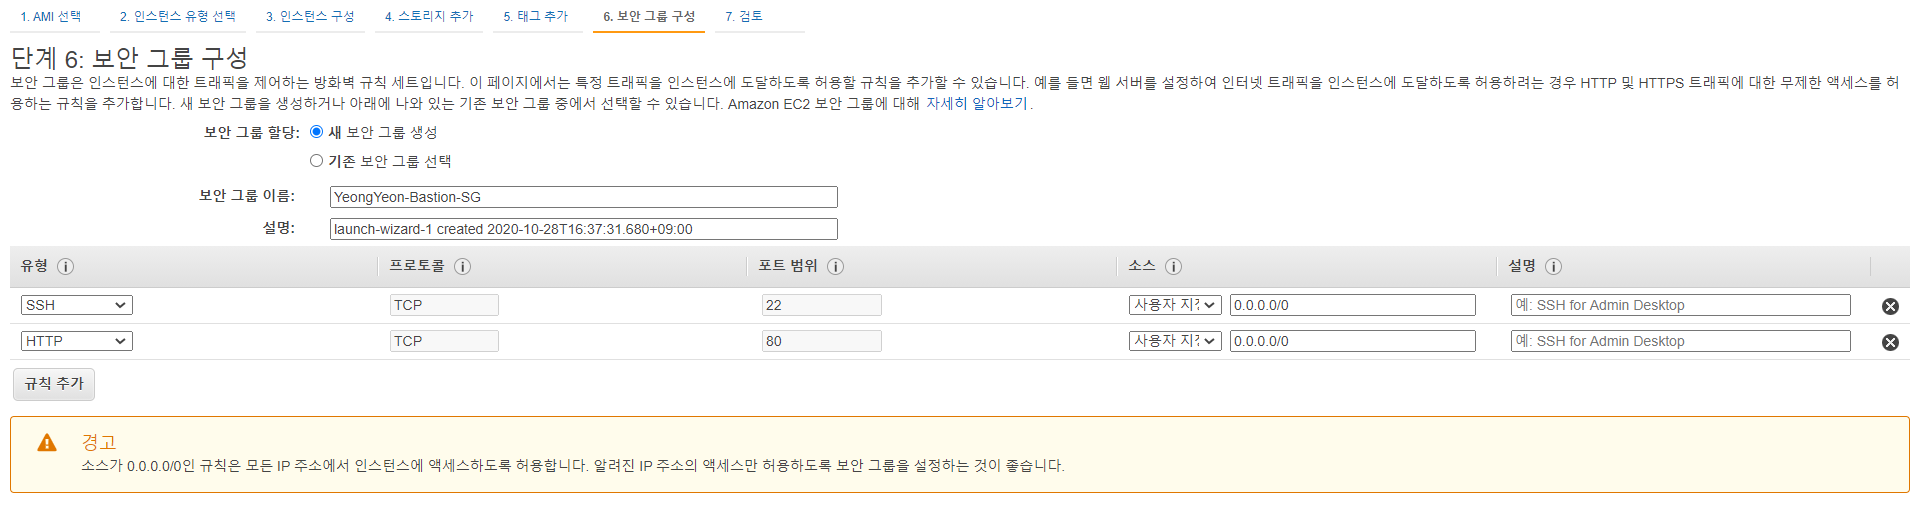 1. AMI 선택 2. 인스턴스 유형 선택 3. 인스턴스 구성 4. 스토리지 추가 5. 태그 추가 6. 보안 그룹 구성 7. 검토
단계 6: 보안 그룹 구성
보안 그룹은 인스턴스에 대한 트래픽을 제어하는 방화벽 규칙 세트입니다. 이 페이지에서는 특정 트래픽을 인스턴스에 도달하도록 허용할 규칙을 추가할 수 있습니다. 예를 들면 웹 서버를 설정하여 인터넷 트래픽을 인스턴스에 도달하도록 허용하려는 경우 HTTP 및 HTTPS 트래픽에 대한 무제한 액세스를 허
용하는 규칙을 추가합니다. 새 보안 그룹을 생성하거나 아래에 나와 있는 기존 보안 그룹 중에서 선택할 수 있습니다. Amazon EC2 보안 그룹에 대해 자세히 알아보기.
보안 그룹 할당: 새 보안 그룹 생성
기존 보안 그룹 선택
보안 그룹 이름: YeongYeon-Bastion-SG
설명: launch-wizard-1 created 2020-10-28T16:37:31.680+09:00
유형 프로토콜 포트 범위 소스 설명
SSH TCP 22 사용자 지정 0.0.0.0/0 예: SSH for Admin Desktop
HTTP TCP 80 사용자 지정 0.0.0.0/0 예: SSH for Admin Desktop
규칙 추가
경고
소스가 0.0.0.0/0인 규칙은 모든 IP 주소에서 인스턴스에 액세스하도록 허용합니다. 알려진 IP 주소의 액세스만 허용하도록 보안 그룹을 설정하는 것이 좋습니다.